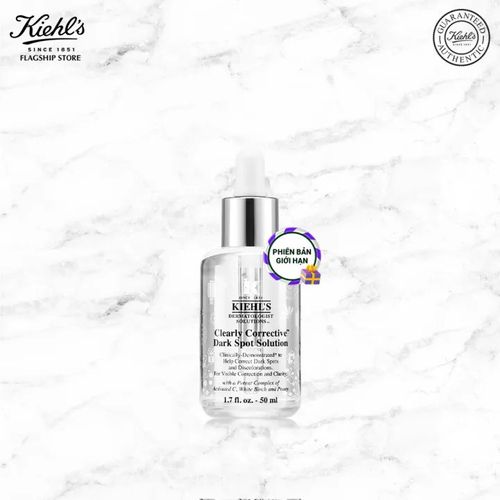 Kiehl's
SINCE 1851
FLAGSHIP STORE
GUARANTEED
Kiehl's
AUTHENTIC
PHIÊN BẢN
GIỚI HẠN
KIEHL'S
DERMATOLOGIST
SOLUTIONS™
Clearly Corrective™
Dark Spot Solution
Clinically-Demonstrated* to
Help Correct Dark Spots
and Discolorations.
For Visible Correction and Clarity.
with a Potent Complex of
Activated C, White Birch and Peony
1.7 fl. oz. - 50 ml